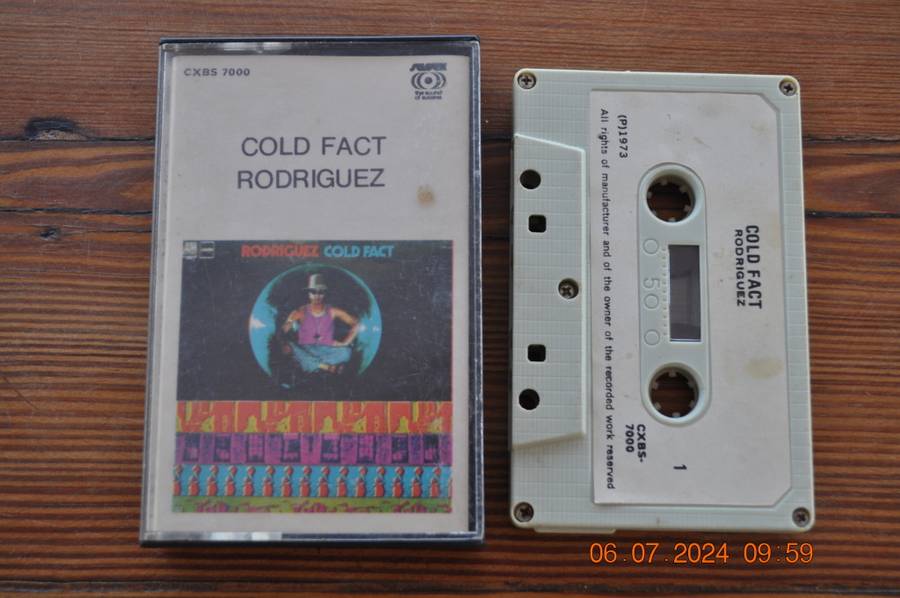 CXBS 7000
the sound
of success
COLD FACT
RODRIGUEZ
RODRIGUEZ COLD FACT
(P)1973
All rights of manufacturer and of the owner of the recorded work reserved
0 50 0
COLD FACT
RODRIGUEZ
CXBS-
7000
1
06.07.2024 09:59